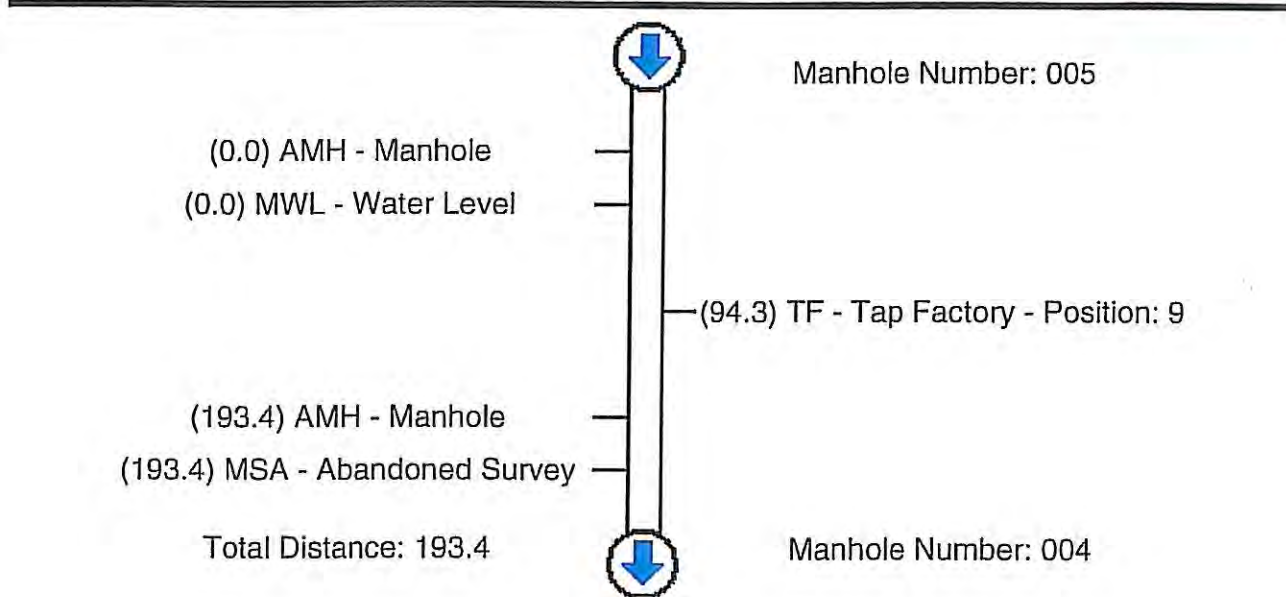 Manhole Number: 005
(0.0) AMH - Manhole
(0.0) MWL - Water Level
(94.3) TF - Tap Factory - Position: 9
(193.4) AMH - Manhole
(193.4) MSA - Abandoned Survey
Total Distance: 193.4
Manhole Number: 004